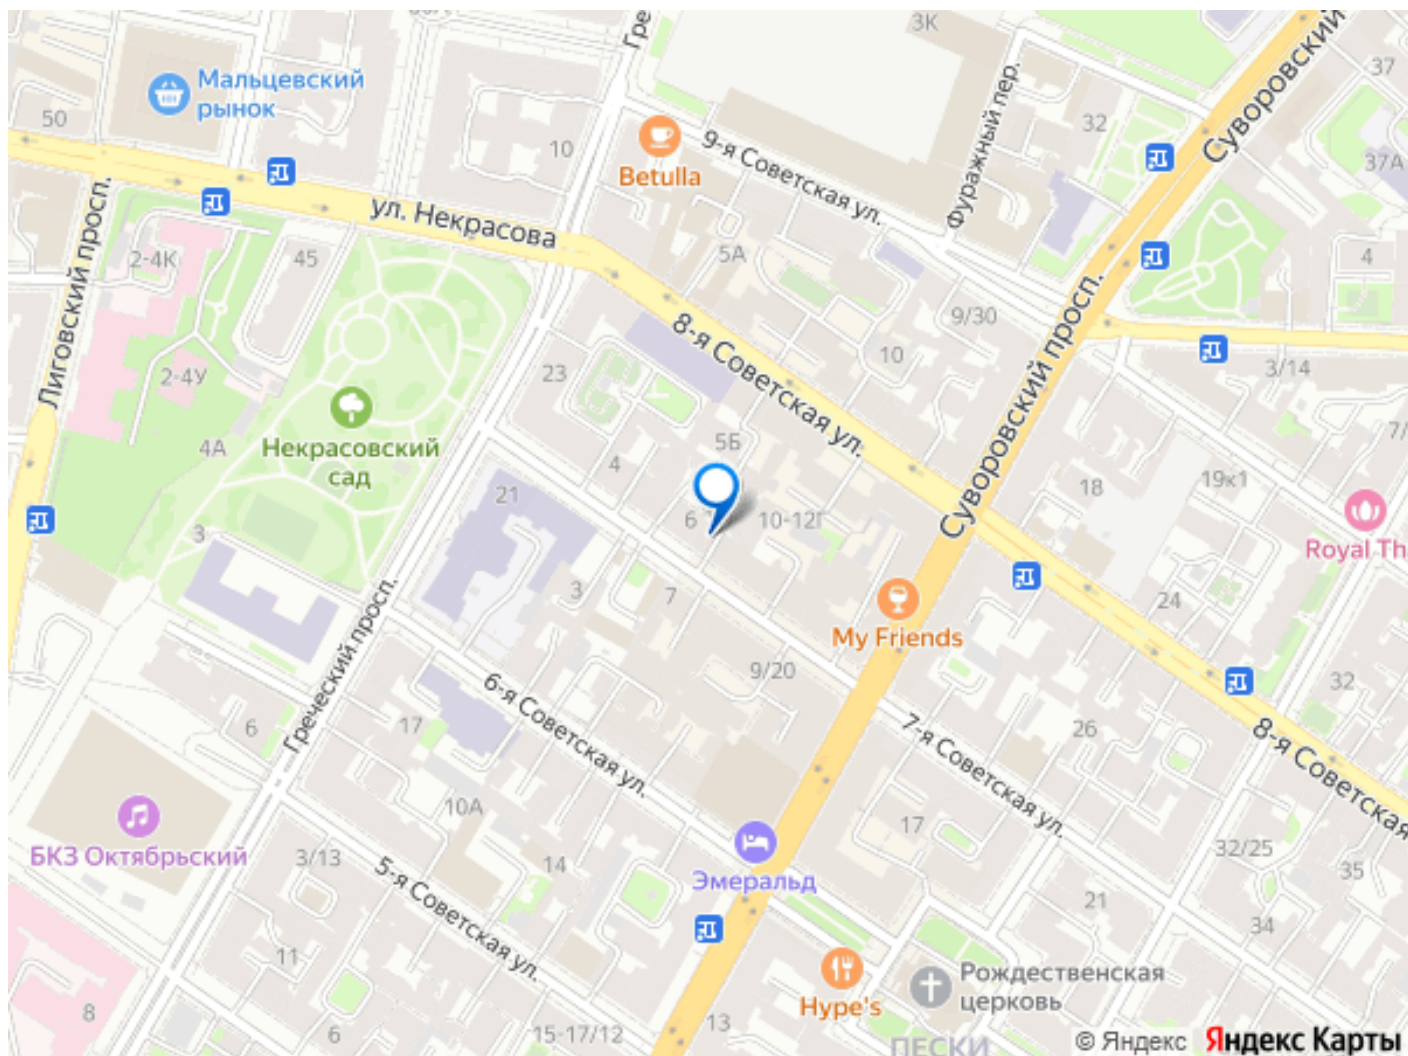 3К
Суворовский
37
Мальцевский
рынок
50
10
Betulla
9-я Советская ул.
Фуражный пер.
32
37А
ул. Некрасова
Лиговский просп.
2-4К
45
5А
4
9/30
8-я Советская ул.
10
Суворовский просп.
3/14
23
2-4У
Некрасовский
сад
4А
5Б
4
21
6
10-12Г
18
19к1
Royal Th
3
3
7
My Friends
24
Греческий просп.
9/20
32
6-я Советская ул.
7-я Советская ул.
26
8-я Советская
6
17
БКЗ Октябрьский
10А
3/13
14
5-я Советская ул.
Эмеральд
17
32/25
35
21
34
11
Hype's
Рождественская
церковь
8
6
15-17/12
13
ПЕСКИ
© Яндекс Яндекс Карты